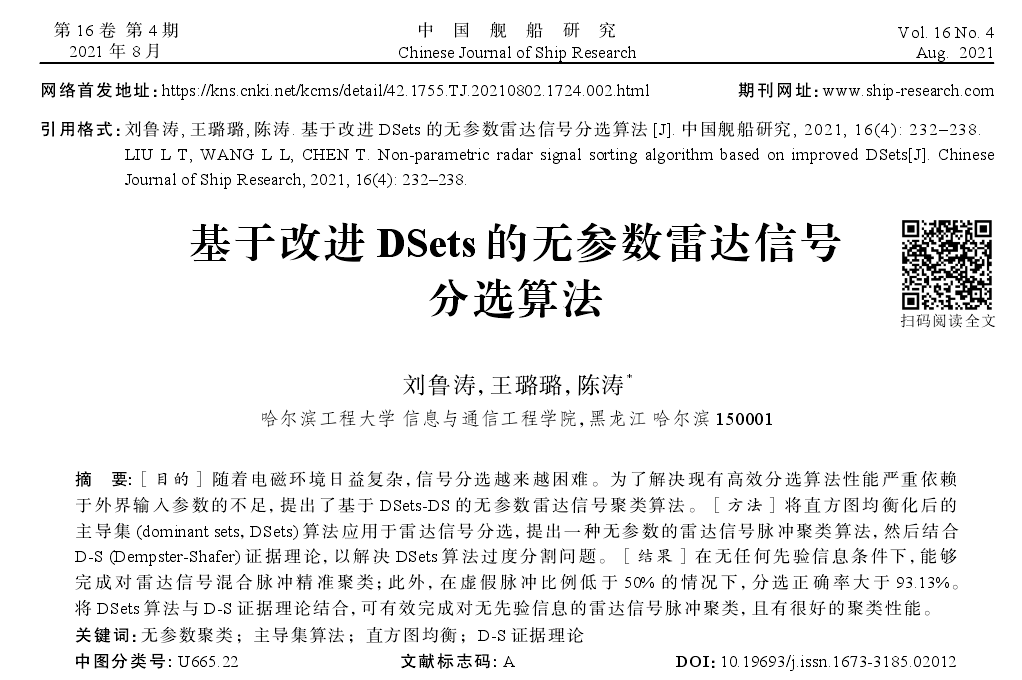 第 16 卷 第 4 期
中 国 舰 船 研 究
Vol. 16 No. 4
2021 年 8 月
Chinese Journal of Ship Research
Aug. 2021
网络首发地址:https://kns.cnki.net/kcms/detail/42.1755.TJ.20210802.1724.002.html
期刊网址:www.ship-research.com
引用格式:刘鲁涛, 王璐璐, 陈涛. 基于改进 DSets 的无参数雷达信号分选算法 [J]. 中国舰船研究, 2021, 16(4): 232–238.
LIU L T, WANG L L, CHEN T. Non-parametric radar signal sorting algorithm based on improved DSets[J]. Chinese
Journal of Ship Research, 2021, 16(4): 232–238.
基于改进 DSets 的无参数雷达信号
分选算法
扫码阅读全文
刘鲁涛, 王璐璐, 陈涛*
哈尔滨工程大学 信息与通信工程学院, 黑龙江 哈尔滨 150001
摘 要:[目的]随着电磁环境日益复杂, 信号分选越来越困难。为了解决现有高效分选算法性能严重依赖
于外界输入参数的不足, 提出了基于 DSets-DS 的无参数雷达信号聚类算法。[方法]将直方图均衡化后的
主导集 (dominant sets, DSets) 算法应用于雷达信号分选, 提出一种无参数的雷达信号脉冲聚类算法, 然后结合
D-S (Dempster-Shafer) 证据理论, 以解决 DSets 算法过度分割问题。[结果]在无任何先验信息条件下, 能够
完成对雷达信号混合脉冲精准聚类; 此外, 在虚假脉冲比例低于 50% 的情况下, 分选正确率大于 93.13%。
将 DSets 算法与 D-S 证据理论结合, 可有效完成对无先验信息的雷达信号脉冲聚类, 且有很好的聚类性能。
关键词:无参数聚类;主导集算法;直方图均衡;D-S 证据理论
中图分类号: U665.22
文献标志码: A
DOI: 10.19693/j.issn.1673-3185.02012